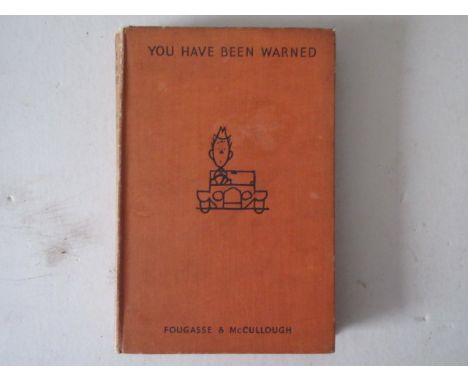 YOU HAVE BEEN WARNED
FOUGASSE & McCULLOUGH